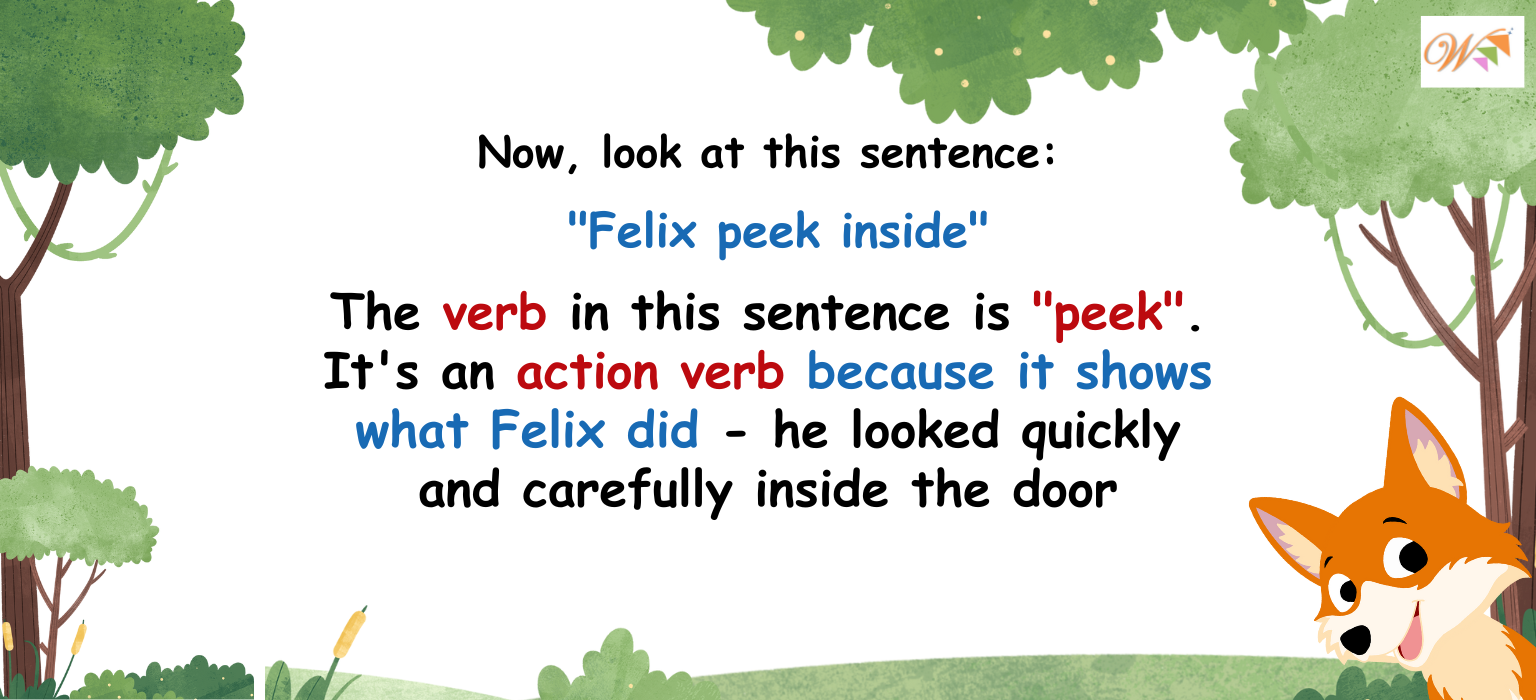 Now, look at this sentence:
"Felix peek inside"
The verb in this sentence is "peek".
It's an action verb because it shows
what Felix did - he looked quickly
and carefully inside the door
W